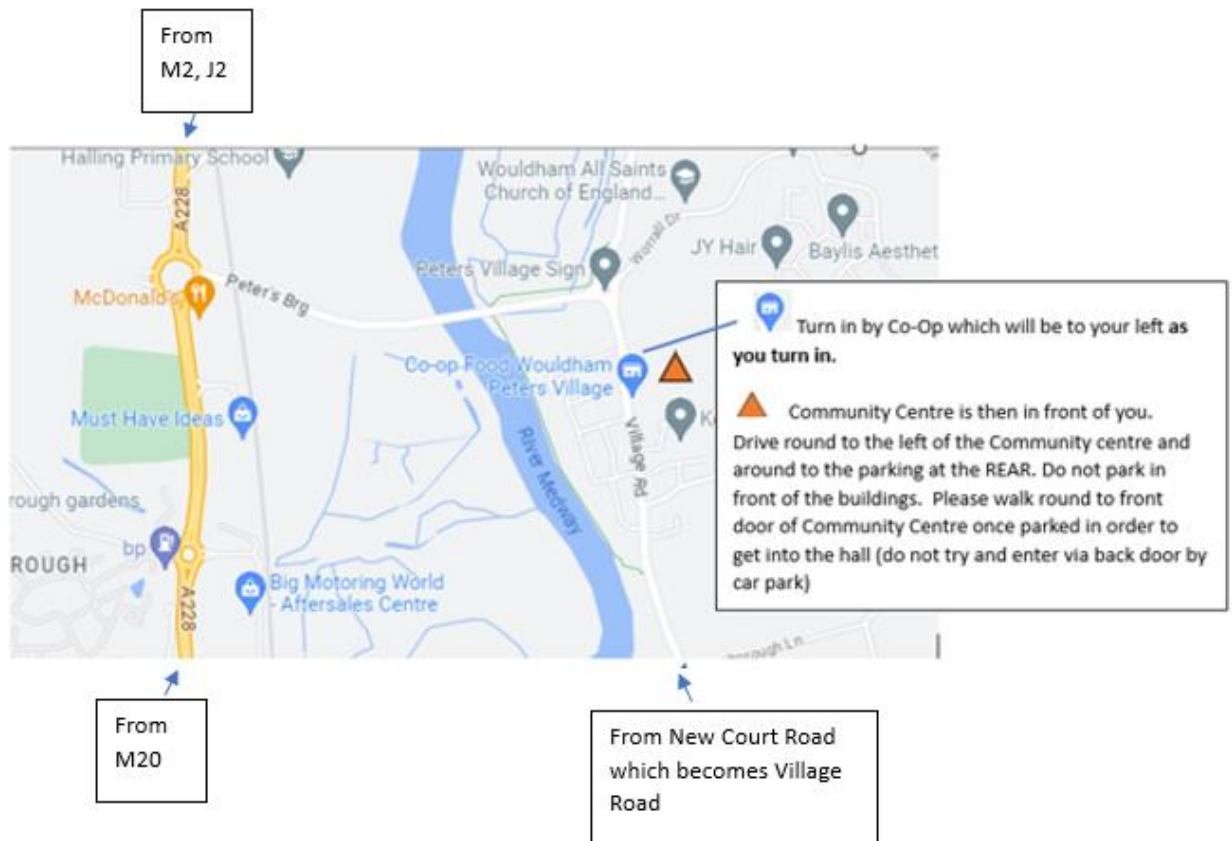 From
M2, J2
Halling Primary School
A228
McDonald's
Peter's Brg
Wouldham All Saints
Church of England...
Worrall Dr
JY Hair
Baylis Aesthet
Peters Village Sign
Co-op Food Wouldham
Peters Village
Must Have Ideas
River Medway
Village Rd
rough gardens
bp
ROUGH
Big Motoring World
- Aftersales Centre
A228
orough Ln
Turn in by Co-Op which will be to your left as
you turn in.
Community Centre is then in front of you.
Drive round to the left of the Community centre and
around to the parking at the REAR. Do not park in
front of the buildings. Please walk round to front
door of Community Centre once parked in order to
get into the hall (do not try and enter via back door by
car park)
From
M20
From New Court Road
which becomes Village
Road